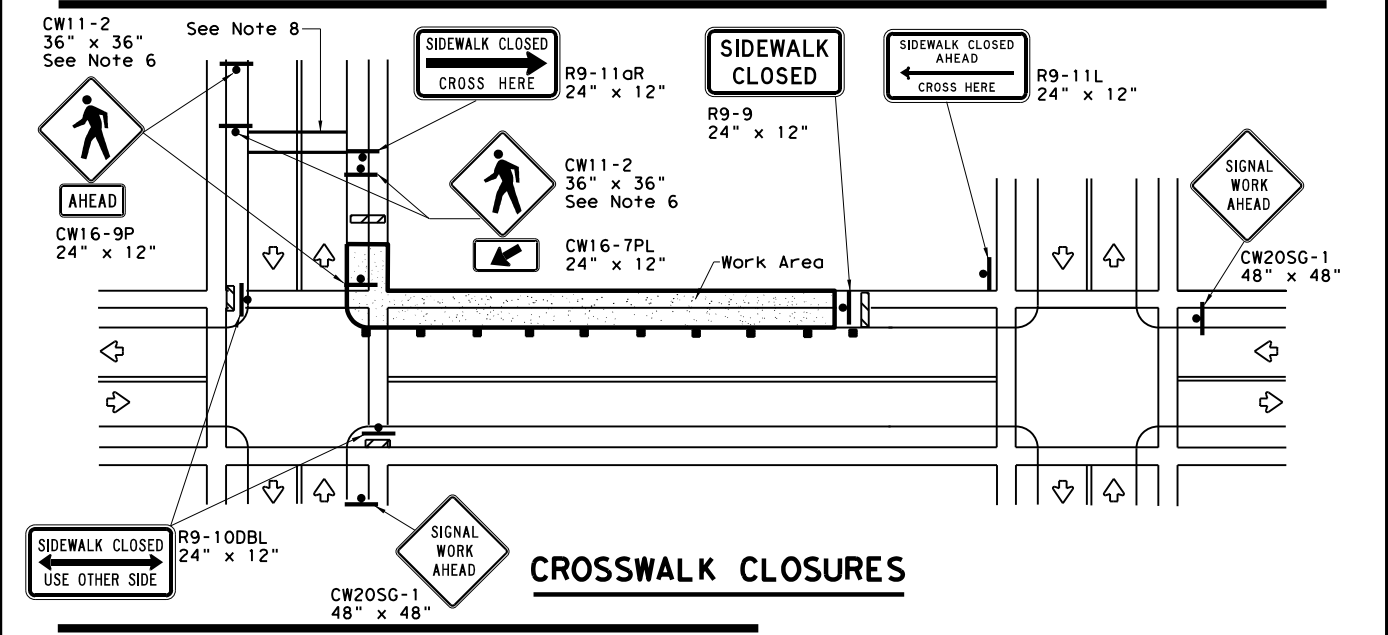 CW11-2
36" x 36"
See Note 6
See Note 8
SIDEWALK CLOSED
CROSS HERE
R9-11aR
24" x 12"
SIDEWALK
CLOSED
R9-9
24" x 12"
SIDEWALK CLOSED
AHEAD
CROSS HERE
R9-11L
24" x 12"
AHEAD
CW16-9P
24" x 12"
CW11-2
36" x 36"
See Note 6
CW16-7PL
24" x 12"
Work Area
SIGNAL
WORK
AHEAD
CW20SG-1
48" x 48"
SIDEWALK CLOSED
USE OTHER SIDE
R9-10DBL
24" x 12"
SIGNAL
WORK
AHEAD
CW20SG-1
48" x 48"
CROSSWALK CLOSURES